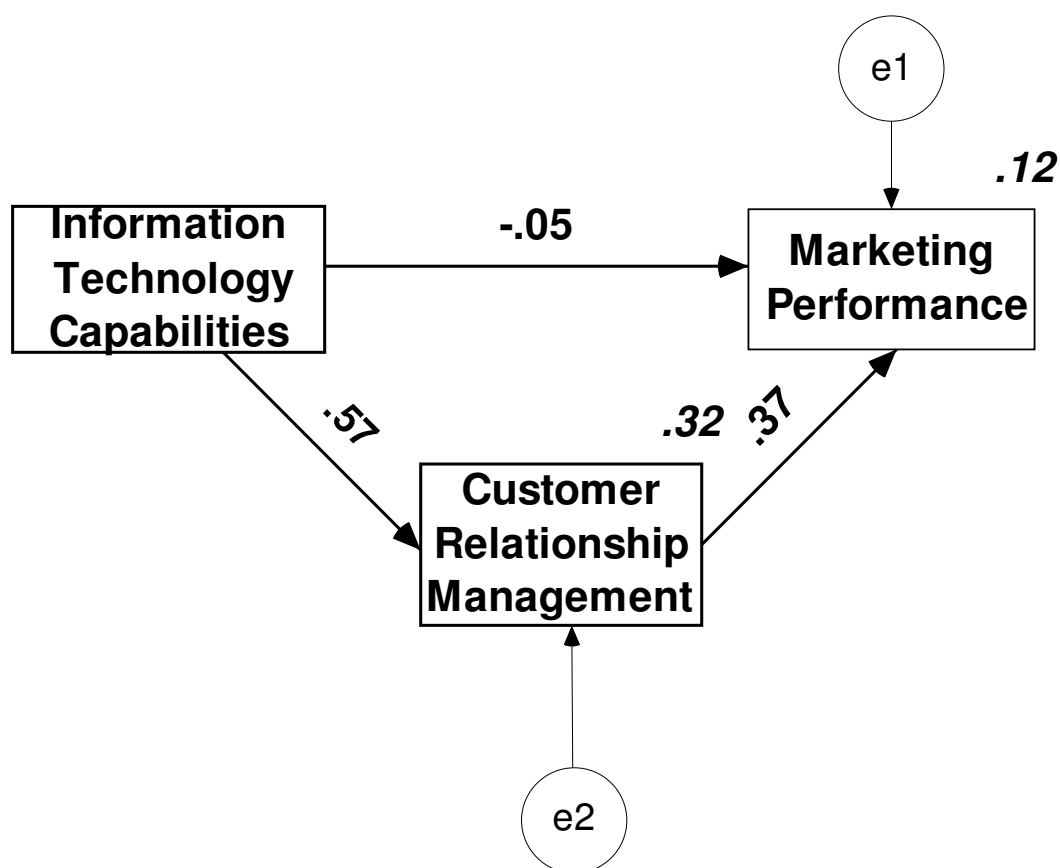 e1
.12
Information
Technology
Capabilities
-.05
Marketing
Performance
.57
.32
.37
Customer
Relationship
Management
e2